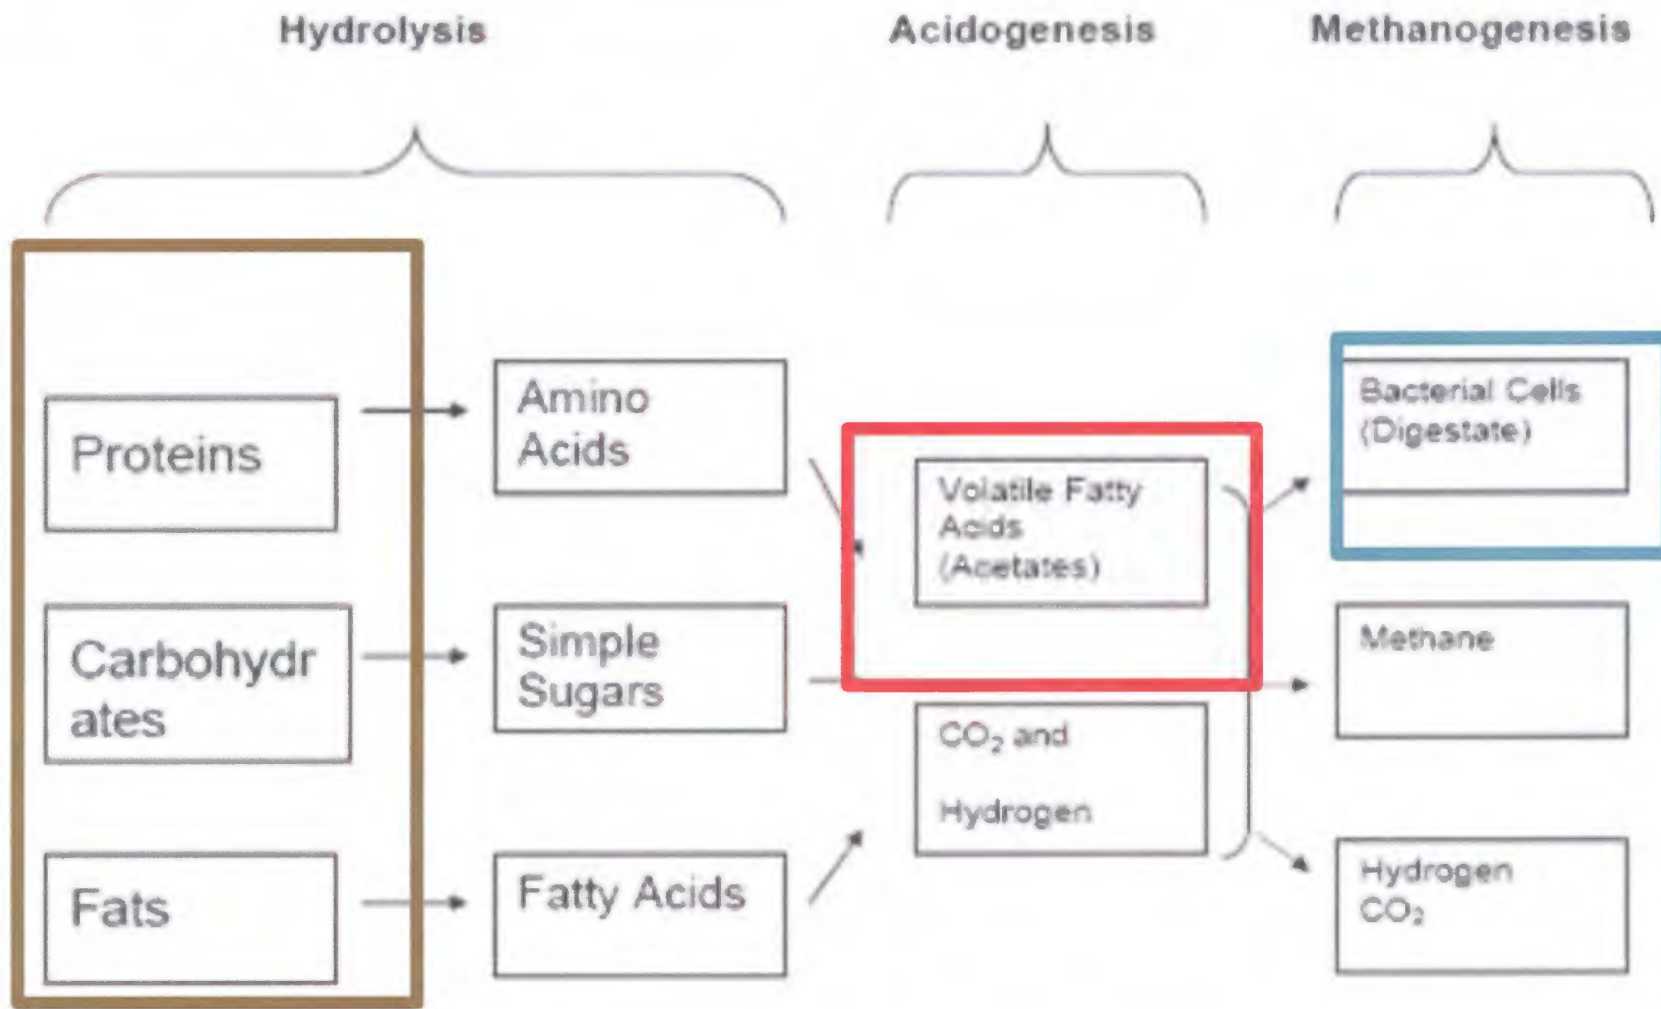 Hydrolysis
Acidogenesis
Methanogenesis
Proteins
Amino
Acids
Volatile Fatty
Acids
(Acetates)
Bacterial Cells
(Digestate)
Carbohydr
ates
Simple
Sugars
CO₂ and
Hydrogen
Methane
Fats
Fatty Acids
Hydrogen
CO₂